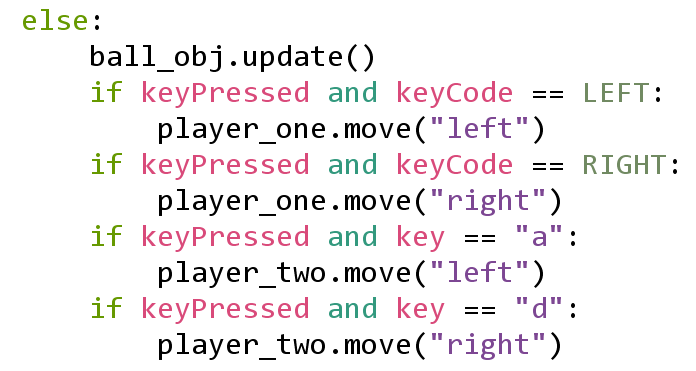 else:
    ball_obj.update()
    if keyPressed and keyCode == LEFT:
        player_one.move("left")
    if keyPressed and keyCode == RIGHT:
        player_one.move("right")
    if keyPressed and key == "a":
        player_two.move("left")
    if keyPressed and key == "d":
        player_two.move("right")